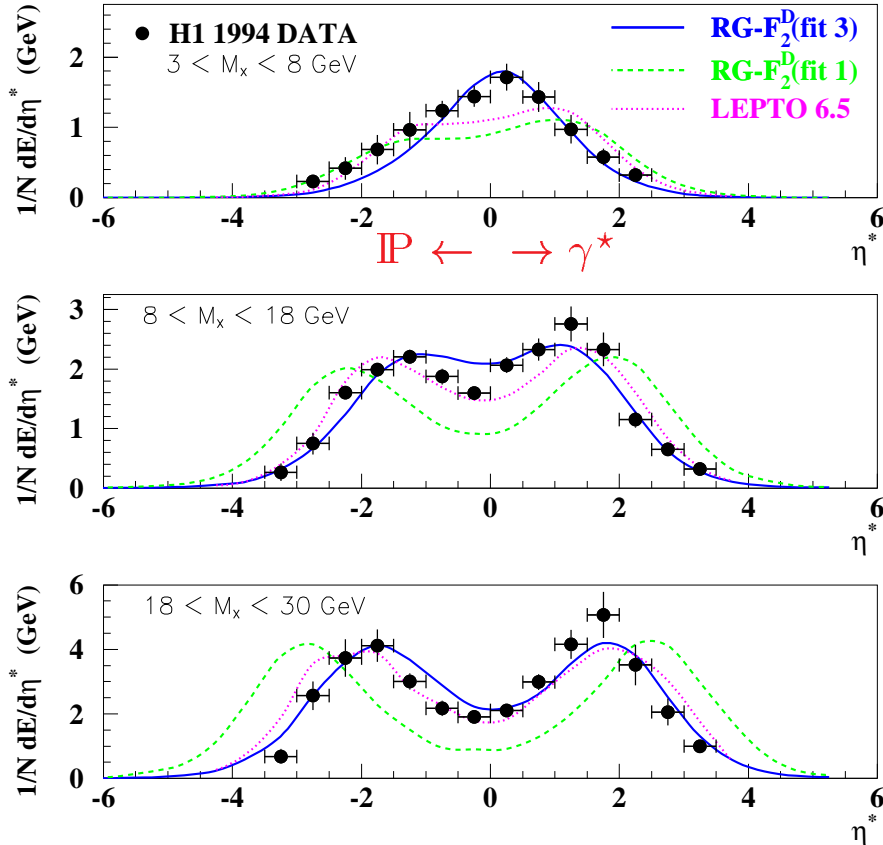 H1 1994 DATA
3 < Mₓ < 8 GeV
RG-F₂ᴰ(fit 3)
RG-F₂ᴰ(fit 1)
LEPTO 6.5
1/N dE/dη* (GeV)
2
1
0
-6 -4 -2 0 2 4 6
η*
ℙ ← → γ*
8 < Mₓ < 18 GeV
1/N dE/dη* (GeV)
3
2
1
0
-6 -4 -2 0 2 4 6
η*
18 < Mₓ < 30 GeV
1/N dE/dη* (GeV)
6
4
2
0
-6 -4 -2 0 2 4 6
η*